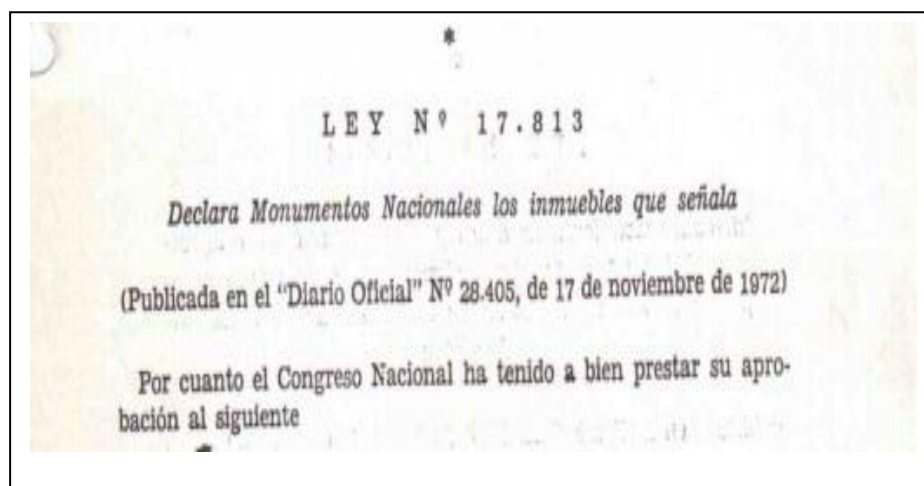 *
LEY Nº 17.813
Declara Monumentos Nacionales los inmuebles que señala
(Publicada en el "Diario Oficial" Nº 28.405, de 17 de noviembre de 1972)
Por cuanto el Congreso Nacional ha tenido a bien prestar su apro-
bación al siguiente